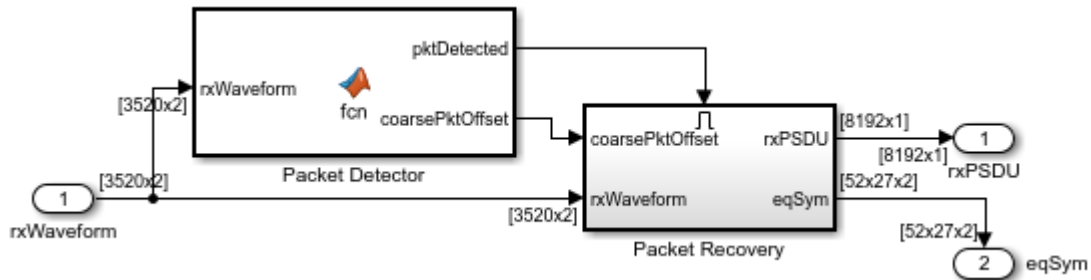 pktDetected
rxWaveform
[3520x2]
fcn
coarsePktOffset
Packet Detector
[3520x2]
1
rxWaveform
[3520x2]
coarsePktOffset
rxPSDU
rxWaveform
eqSym
Packet Recovery
[8192x1]
[8192x1]
1
rxPSDU
[52x27x2]
[52x27x2]
2
eqSym